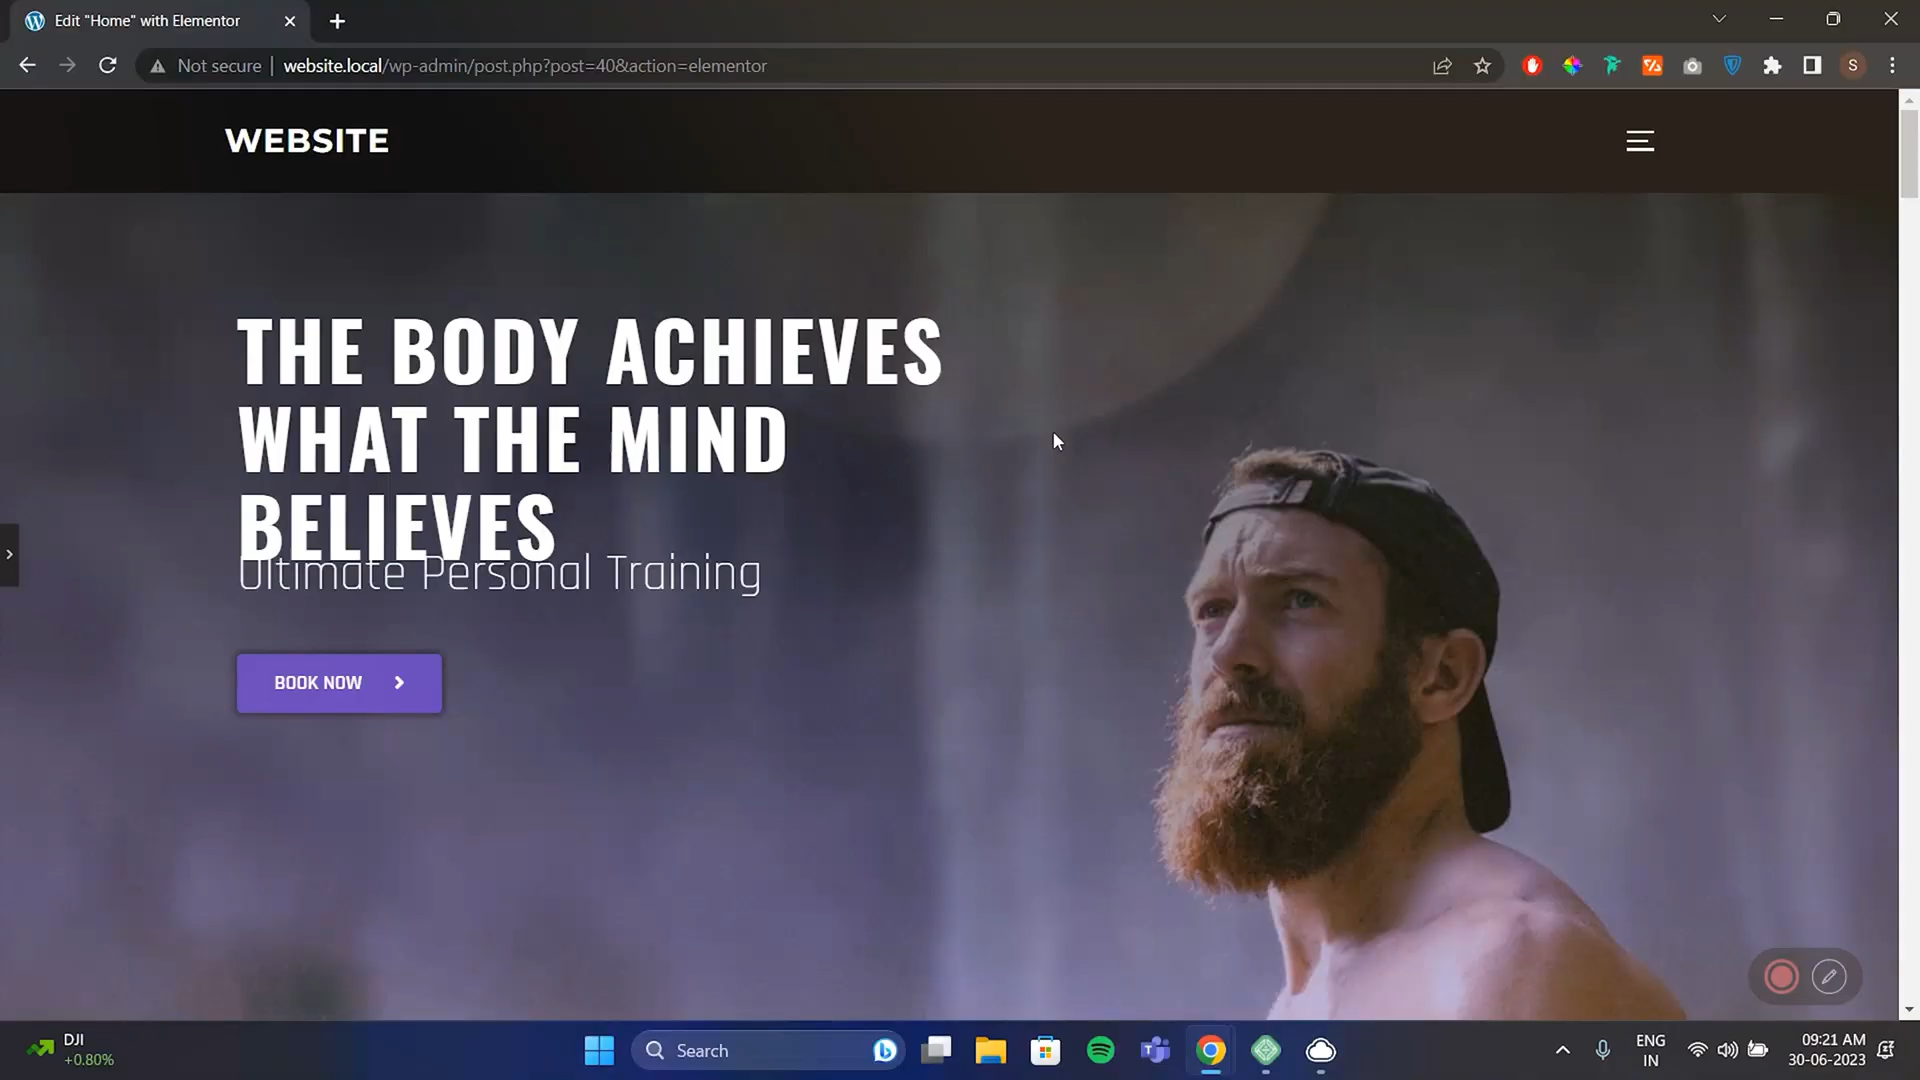 Edit "Home" with Elementor
Not secure website.local/wp-admin/post.php?post=40&action=elementor
S
WEBSITE
THE BODY ACHIEVES
WHAT THE MIND
BELIEVES
Ultimate Personal Training
BOOK NOW
DJI
+0.80%
Search
ENG
IN
09:21 AM
30-06-2023